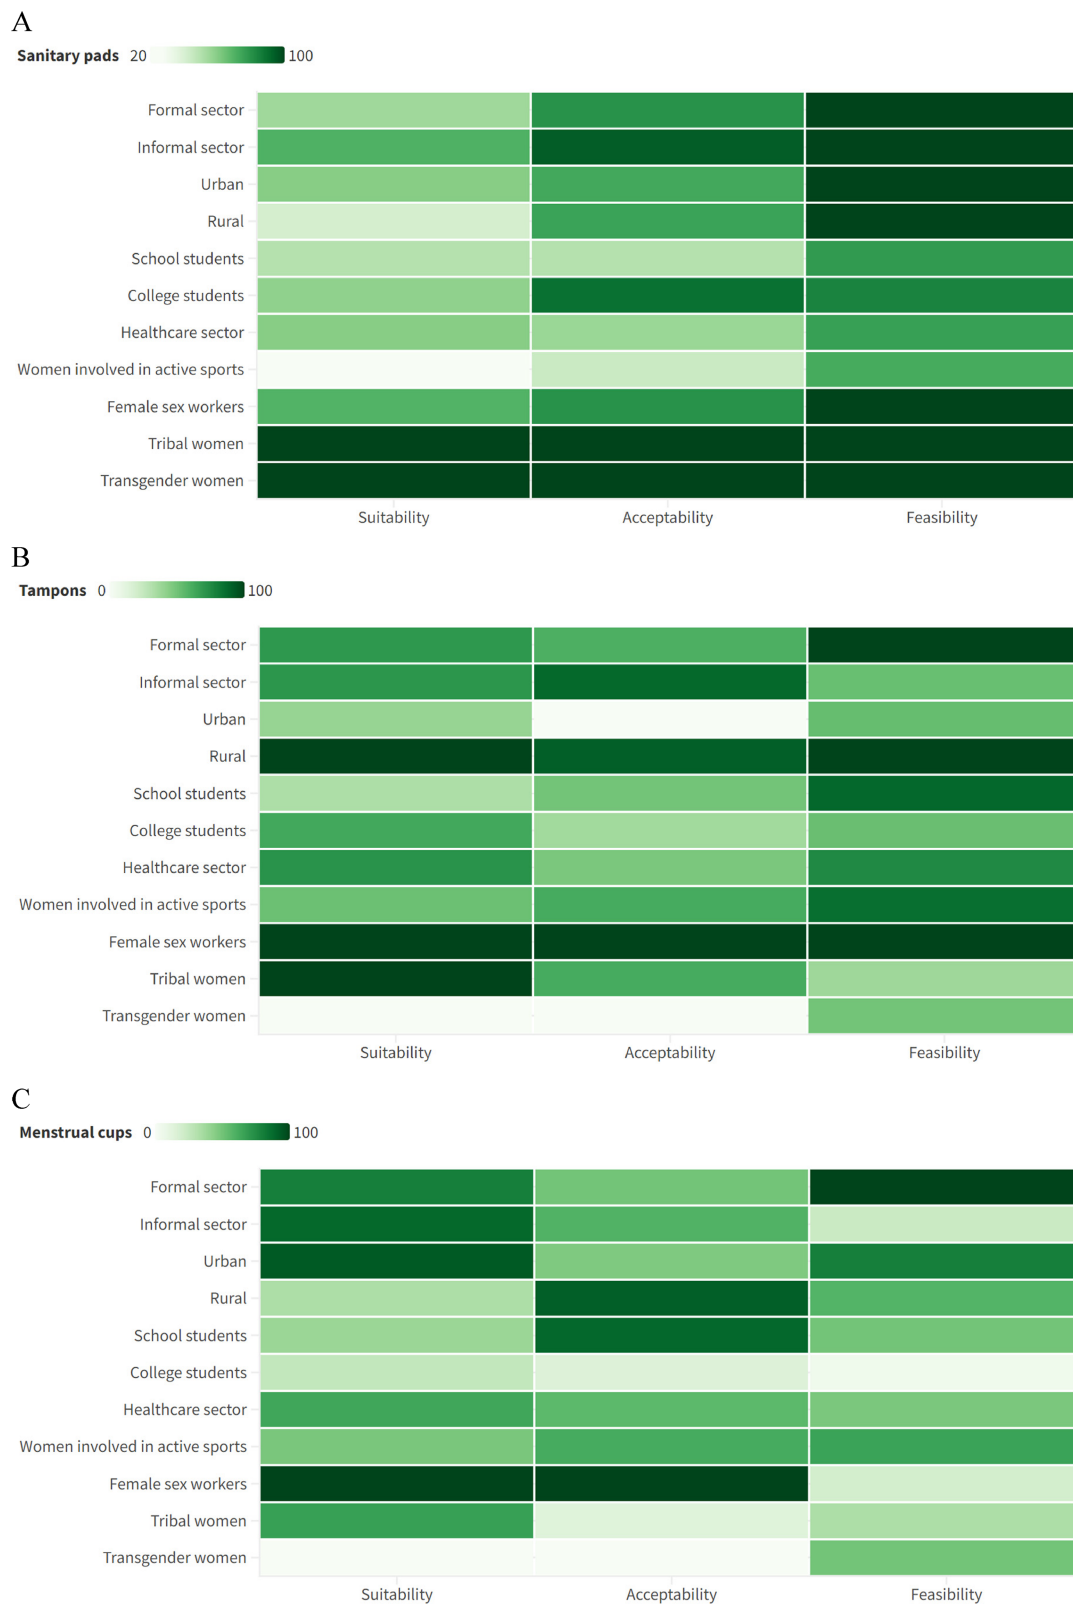 A
Sanitary pads 20 100
Formal sector
Informal sector
Urban
Rural
School students
College students
Healthcare sector
Women involved in active sports
Female sex workers
Tribal women
Transgender women
Suitability Acceptability Feasibility
B
Tampons 0 100
Formal sector
Informal sector
Urban
Rural
School students
College students
Healthcare sector
Women involved in active sports
Female sex workers
Tribal women
Transgender women
Suitability Acceptability Feasibility
C
Menstrual cups 0 100
Formal sector
Informal sector
Urban
Rural
School students
College students
Healthcare sector
Women involved in active sports
Female sex workers
Tribal women
Transgender women
Suitability Acceptability Feasibility